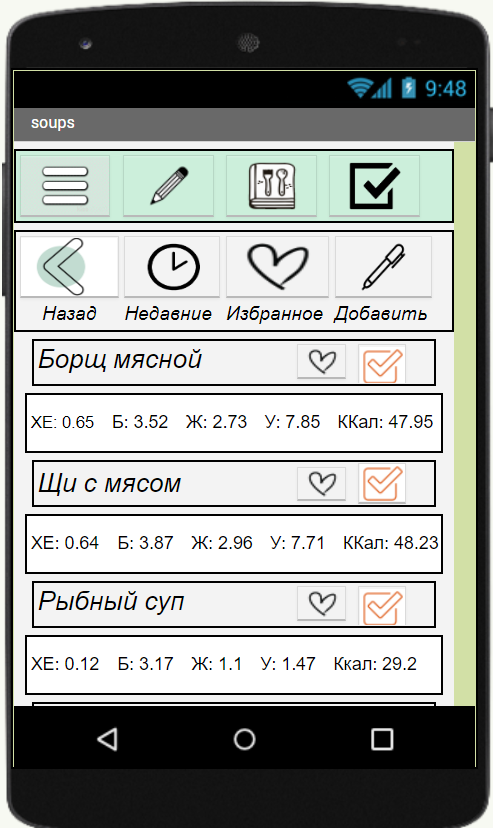 9:48
soups
Назад Недавние Избранное Добавить
Борщ мясной
ХЕ: 0.65 Б: 3.52 Ж: 2.73 У: 7.85 ККал: 47.95
Щи с мясом
ХЕ: 0.64 Б: 3.87 Ж: 2.96 У: 7.71 ККал: 48.23
Рыбный суп
ХЕ: 0.12 Б: 3.17 Ж: 1.1 У: 1.47 Ккал: 29.2